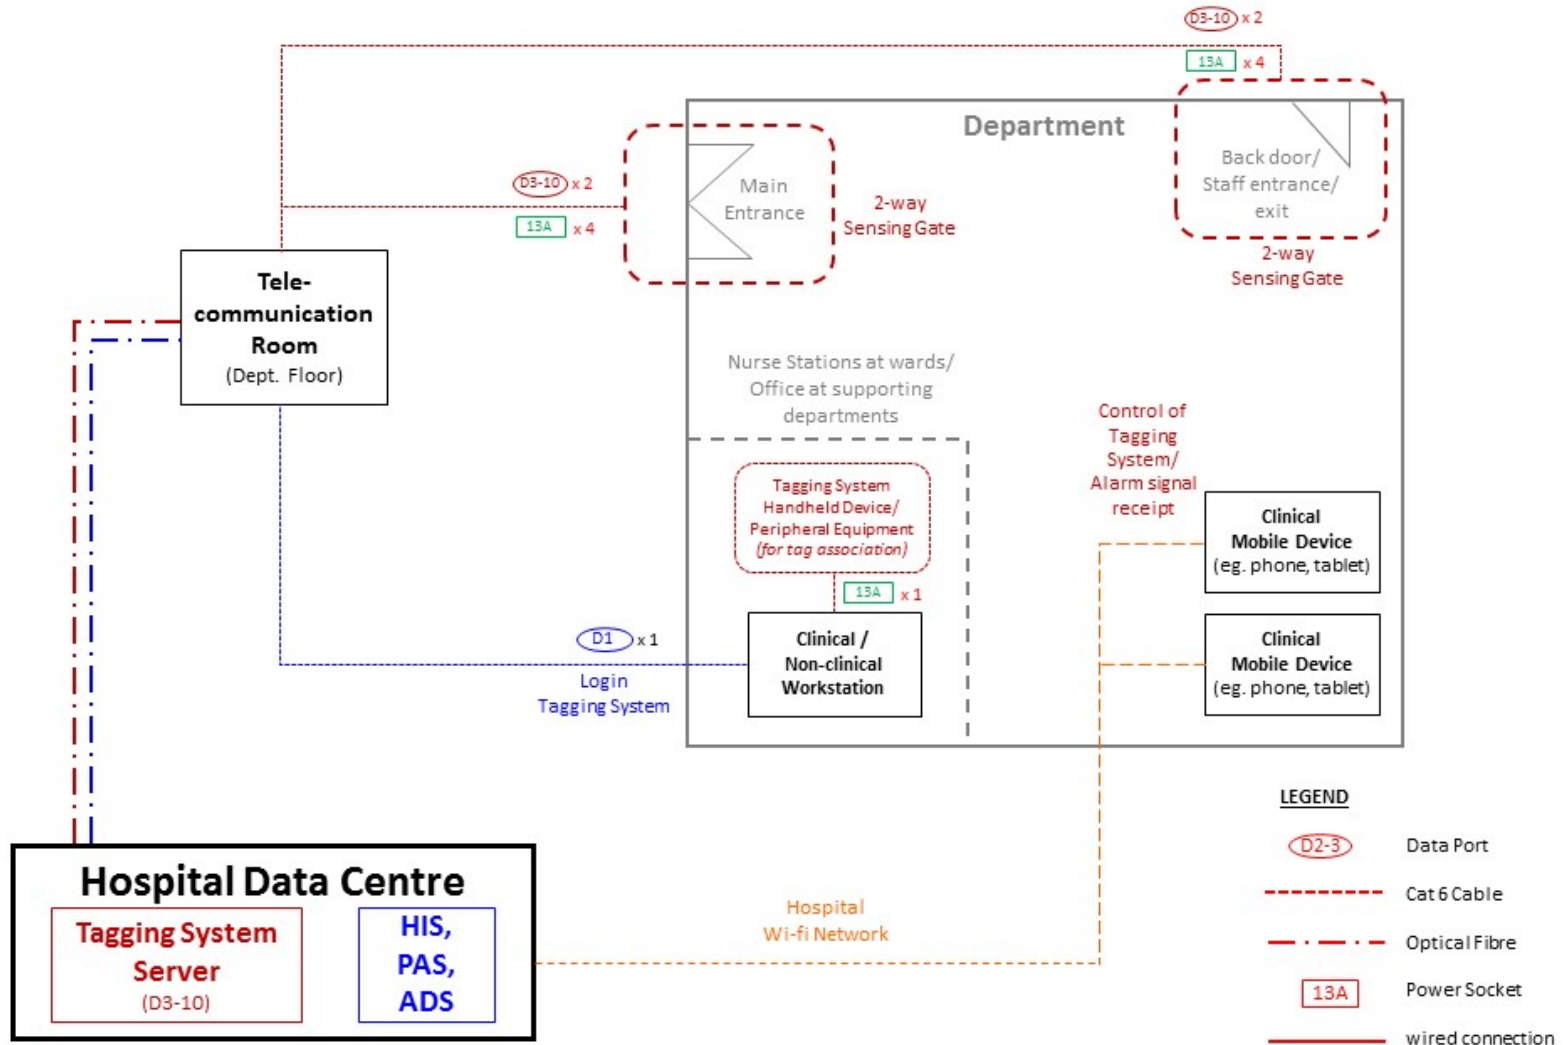 D3-10 x 2
13A x 4
Department
Back door/
Staff entrance/
exit
D3-10 x 2
13A x 4
Main
Entrance
2-way
Sensing Gate
2-way
Sensing Gate
Tele-
communication
Room
(Dept. Floor)
Nurse Stations at wards/
Office at supporting
departments
Control of
Tagging
System/
Alarm signal
receipt
Tagging System
Handheld Device/
Peripheral Equipment
(for tag association)
13A x 1
Clinical
Mobile Device
(eg. phone, tablet)
D1 x 1
Login
Tagging System
Clinical /
Non-clinical
Workstation
Clinical
Mobile Device
(eg. phone, tablet)
Hospital Data Centre
Tagging System
Server
(D3-10)
HIS,
PAS,
ADS
Hospital
Wi-fi Network
LEGEND
D2-3 Data Port
Cat 6 Cable
Optical Fibre
13A Power Socket
wired connection